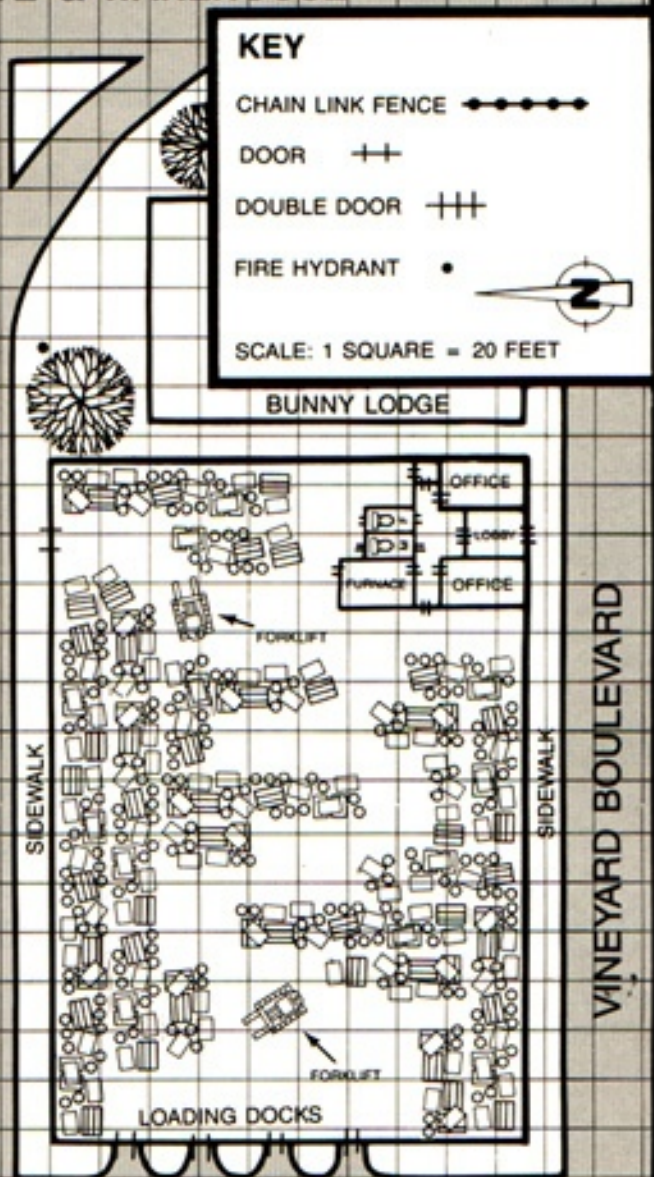 KEY
CHAIN LINK FENCE
DOOR
DOUBLE DOOR
FIRE HYDRANT
N
SCALE: 1 SQUARE = 20 FEET
BUNNY LODGE
OFFICE
LOBBY
FURNACE
OFFICE
FORKLIFT
SIDEWALK
SIDEWALK
VINEYARD BOULEVARD
FORKLIFT
LOADING DOCKS